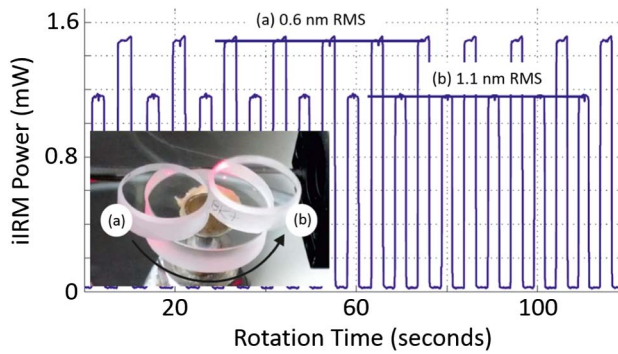 1.6
(a) 0.6 nm RMS
(b) 1.1 nm RMS
iIRM Power (mW)
0.8
(a)
(b)
0
20
60
100
Rotation Time (seconds)